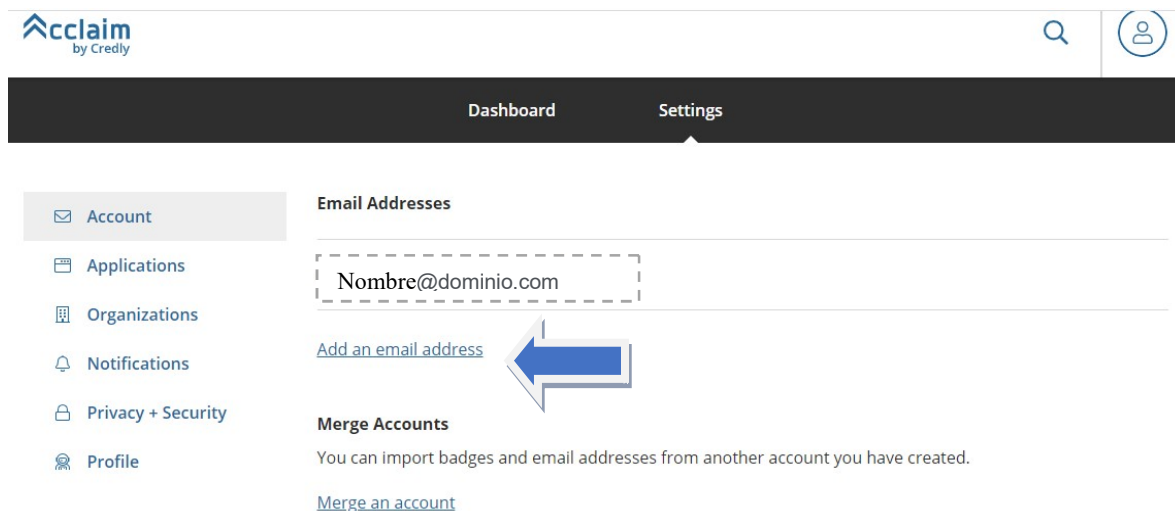 Acclaim
by Credly
Dashboard Settings
Account
Applications
Organizations
Notifications
Privacy + Security
Profile
Email Addresses
Nombre@dominio.com
Add an email address
Merge Accounts
You can import badges and email addresses from another account you have created.
Merge an account